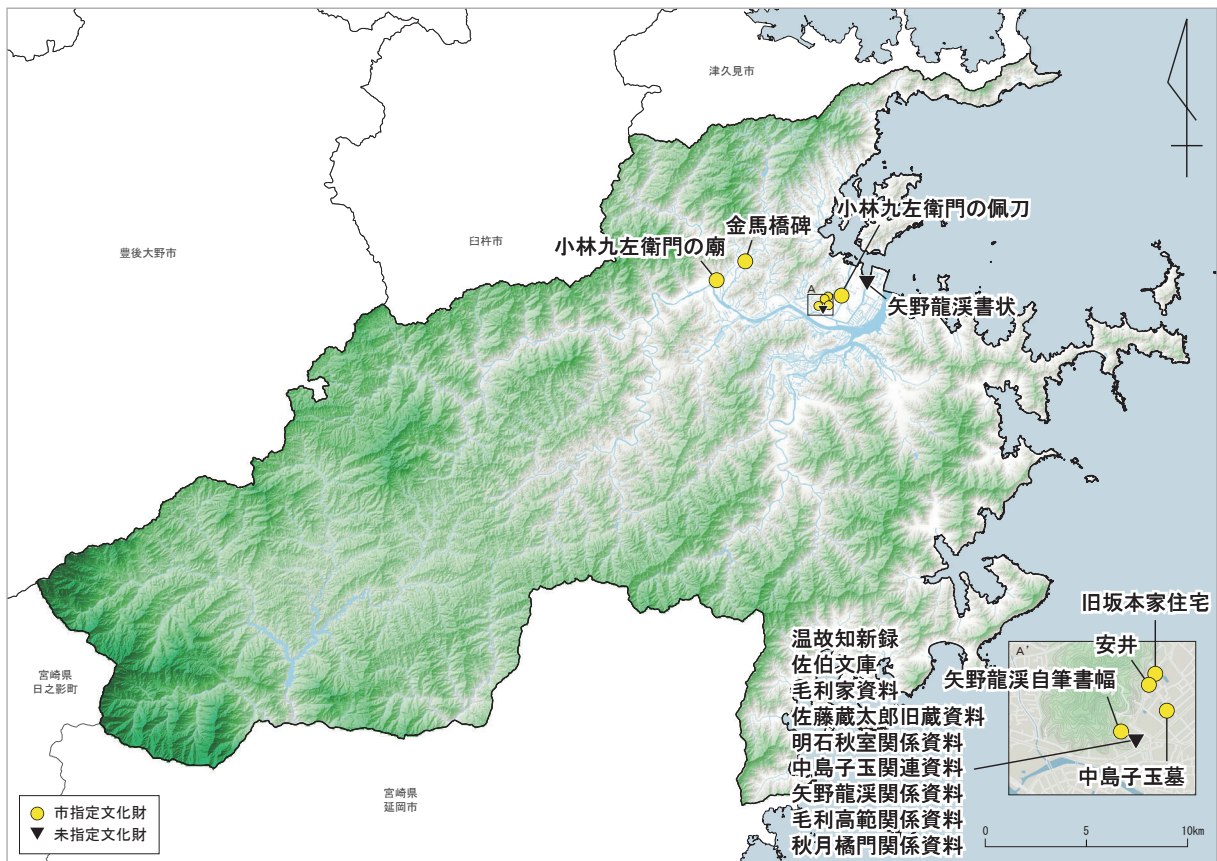 津久見市
豊後大野市
臼杵市
小林九左衛門の佩刀
金馬橋碑
小林九左衛門の廟
A
矢野龍渓書状
宮崎県
日之影町
宮崎県
延岡市
温故知新録
佐伯文庫
毛利家資料
佐藤蔵太郎旧蔵資料
明石秋室関係資料
中島子玉関連資料
矢野龍渓関係資料
毛利高範関係資料
秋月橘門関係資料
A'
旧坂本家住宅
安井
矢野龍渓自筆書幅
中島子玉墓
市指定文化財
未指定文化財
0 5 10km